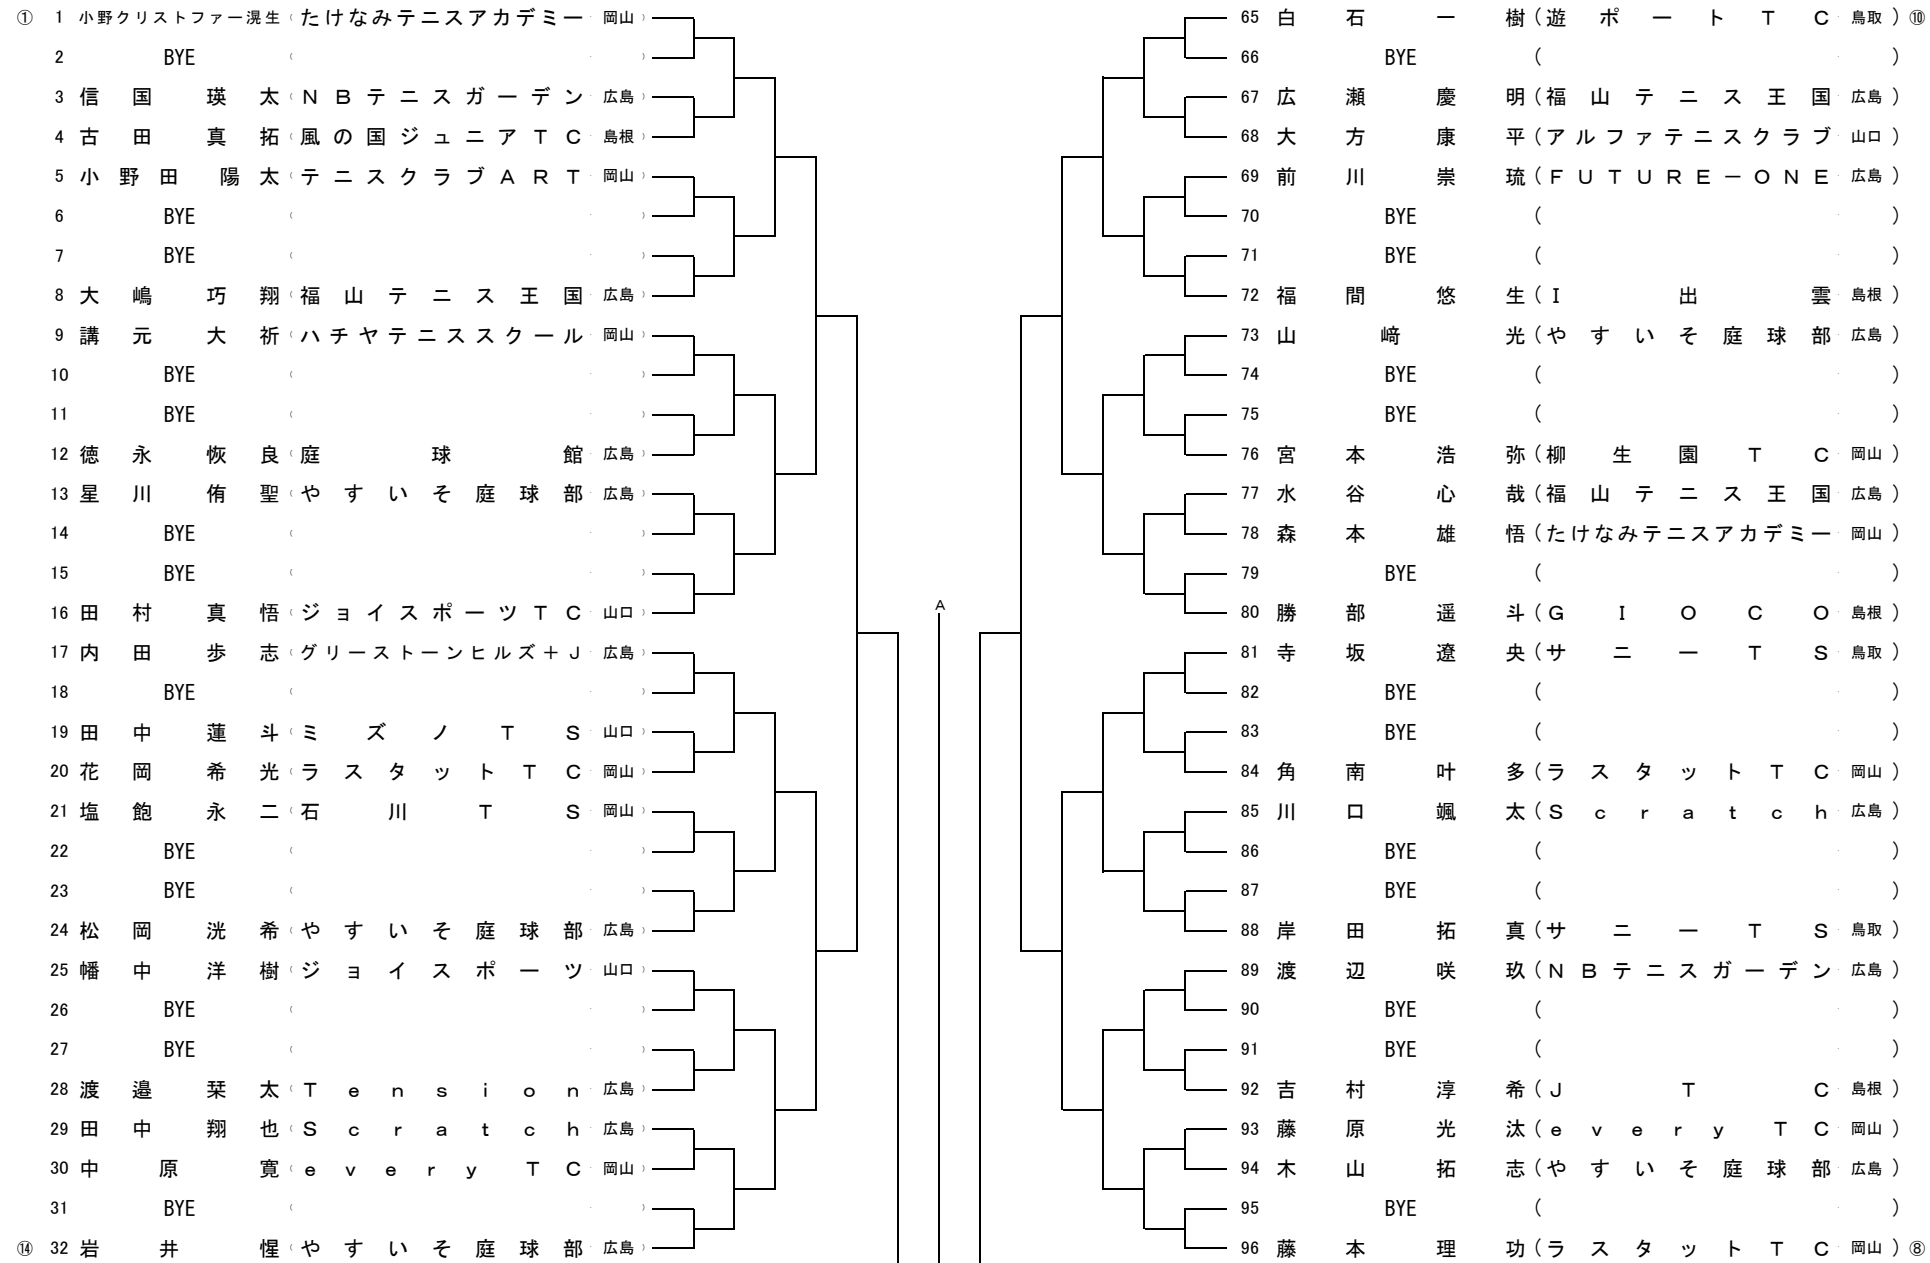 ① 1 小野クリストファー滉生 (たけなみテニスアカデミー 岡山)
2 BYE ( )
3 信国 瑛太 (NBテニスガーデン 広島)
4 古田 真拓 (風の国ジュニアTC 島根)
5 小野田 陽太 (テニスクラブART 岡山)
6 BYE ( )
7 BYE ( )
8 大嶋 巧翔 (福山テニス王国 広島)
9 講元 大祈 (ハチヤテニススクール 岡山)
10 BYE ( )
11 BYE ( )
12 徳永 恢良 (庭球館 広島)
13 星川 侑聖 (やすいそ庭球部 広島)
14 BYE ( )
15 BYE ( )
16 田村 真悟 (ジョイスポーツTC 山口)
17 内田 歩志 (グリーストーンヒルズ+J 広島)
18 BYE ( )
19 田中 蓮斗 (ミズノTS 山口)
20 花岡 希光 (ラスタットTC 岡山)
21 塩飽 永二 (石川TS 岡山)
22 BYE ( )
23 BYE ( )
24 松岡 洸希 (やすいそ庭球部 広島)
25 幡中 洋樹 (ジョイスポーツ 山口)
26 BYE ( )
27 BYE ( )
28 渡邉 栞太 (Tension 広島)
29 田中 翔也 (Scratch 広島)
30 中原 寛 (every TC 岡山)
31 BYE ( )
⑭ 32 岩井 惺 (やすいそ庭球部 広島)
A
65 白石 一樹 (遊ポートTC 鳥取) ⑩
66 BYE ( )
67 広瀬 慶明 (福山テニス王国 広島)
68 大方 康平 (アルファテニスクラブ 山口)
69 前川 崇琉 (FUTURE-ONE 広島)
70 BYE ( )
71 BYE ( )
72 福間 悠生 (I出雲 島根)
73 山﨑 光 (やすいそ庭球部 広島)
74 BYE ( )
75 BYE ( )
76 宮本 浩弥 (柳生園TC 岡山)
77 水谷 心哉 (福山テニス王国 広島)
78 森本 雄悟 (たけなみテニスアカデミー 岡山)
79 BYE ( )
80 勝部 遥斗 (GIOCO 島根)
81 寺坂 遼央 (サニーTS 鳥取)
82 BYE ( )
83 BYE ( )
84 角南 叶多 (ラスタットTC 岡山)
85 川口 颯太 (Scratch 広島)
86 BYE ( )
87 BYE ( )
88 岸田 拓真 (サニーTS 鳥取)
89 渡辺 咲玖 (NBテニスガーデン 広島)
90 BYE ( )
91 BYE ( )
92 吉村 淳希 (JTC 島根)
93 藤原 光汰 (every TC 岡山)
94 木山 拓志 (やすいそ庭球部 広島)
95 BYE ( )
96 藤本 理功 (ラスタットTC 岡山) ⑧